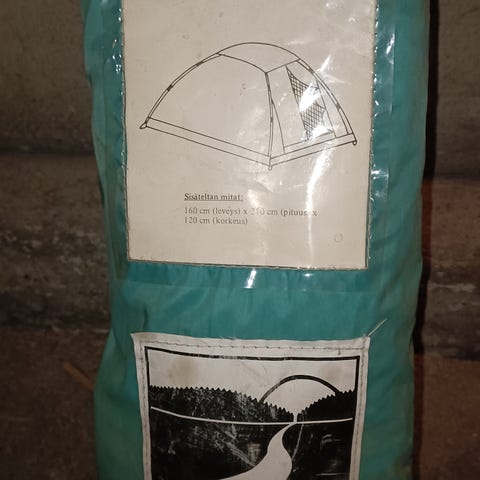 Sisäteltan mitat:
160 cm (leveys) x 210 cm (pituus) x
120 cm (korkeus)